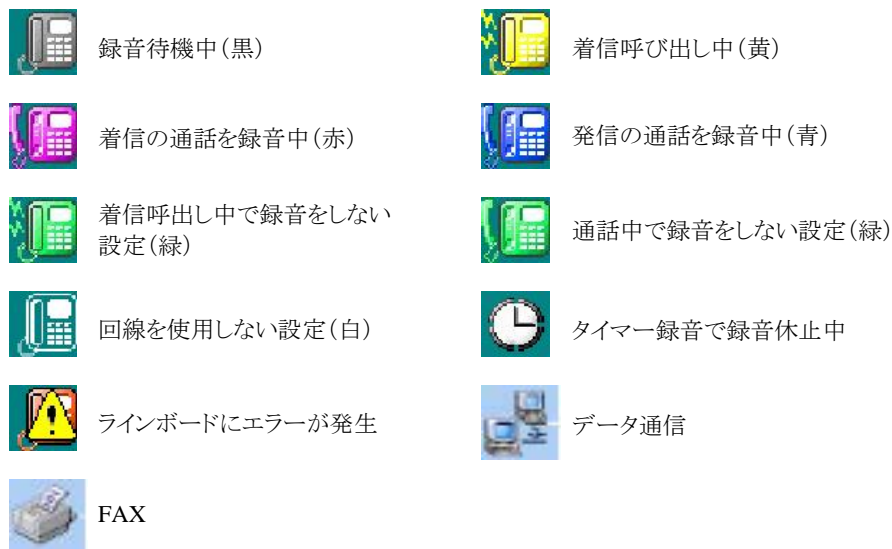 録音待機中(黒)
着信呼び出し中(黄)
着信の通話を録音中(赤)
発信の通話を録音中(青)
着信呼出し中で録音をしない
設定(緑)
通話中で録音をしない設定(緑)
回線を使用しない設定(白)
タイマー録音で録音休止中
ラインボードにエラーが発生
データ通信
FAX